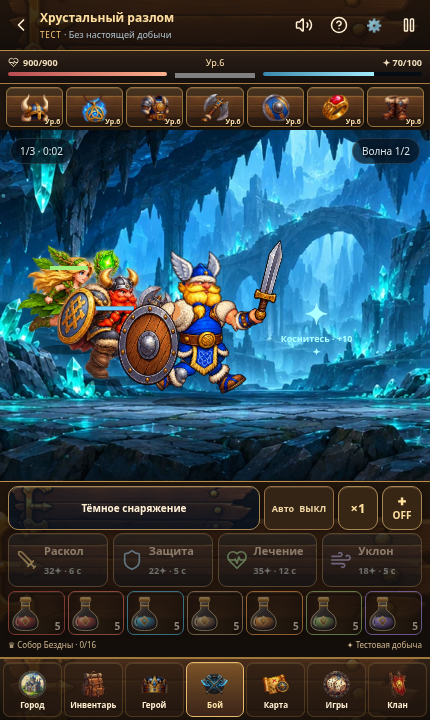 Хрустальный разлом
ТЕСТ · Без настоящей добычи
900/900
Ур.6
✦ 70/100
Ур.6 Ур.6 Ур.6 Ур.6 Ур.6 Ур.6 Ур.6
1/3 · 0:02
Волна 1/2
Коснитесь · +10
Тёмное снаряжение
Авто ВЫКЛ
×1
✚
OFF
Раскол
32✦ · 6 с
Защита
22✦ · 5 с
Лечение
35✦ · 12 с
Уклон
18✦ · 5 с
5 5 5 5 5 5 5
♛ Собор Бездны · 0/16
✦ Тестовая добыча
Город Инвентарь Герой Бой Карта Игры Клан